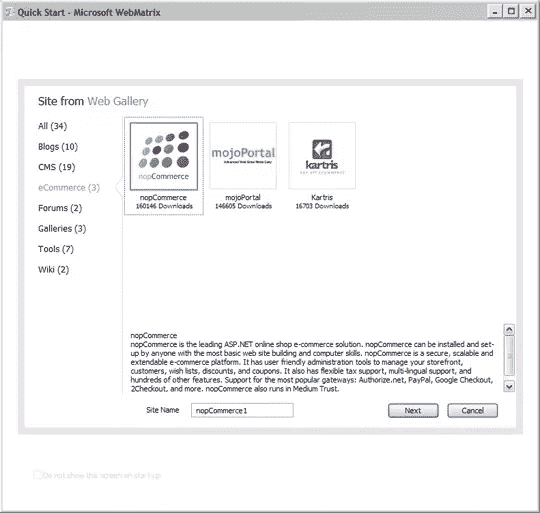 Quick Start - Microsoft WebMatrix
Site from Web Gallery
All (34)
Blogs (10)
CMS (19)
eCommerce (3)
Forums (2)
Galleries (3)
Tools (7)
Wiki (2)
nopCommerce
nopCommerce
160146 Downloads
mojoPortal
mojoPortal
146605 Downloads
kartris
Kartris
16703 Downloads
nopCommerce
nopCommerce is the leading ASP.NET online shop e-commerce solution. nopCommerce can be installed and set-
up by anyone with the most basic web site building and computer skills. nopCommerce is a secure, scalable and
extendable e-commerce platform. It has user friendly administration tools to manage your storefront,
customers, wish lists, discounts, and coupons. It also has flexible tax support, multi-lingual support, and
hundreds of other features. Support for the most popular gateways: Authorize.net, PayPal, Google Checkout,
2Checkout, and more. nopCommerce also runs in Medium Trust.
Site Name
nopCommerce1
Next
Cancel
Do not show this screen on startup